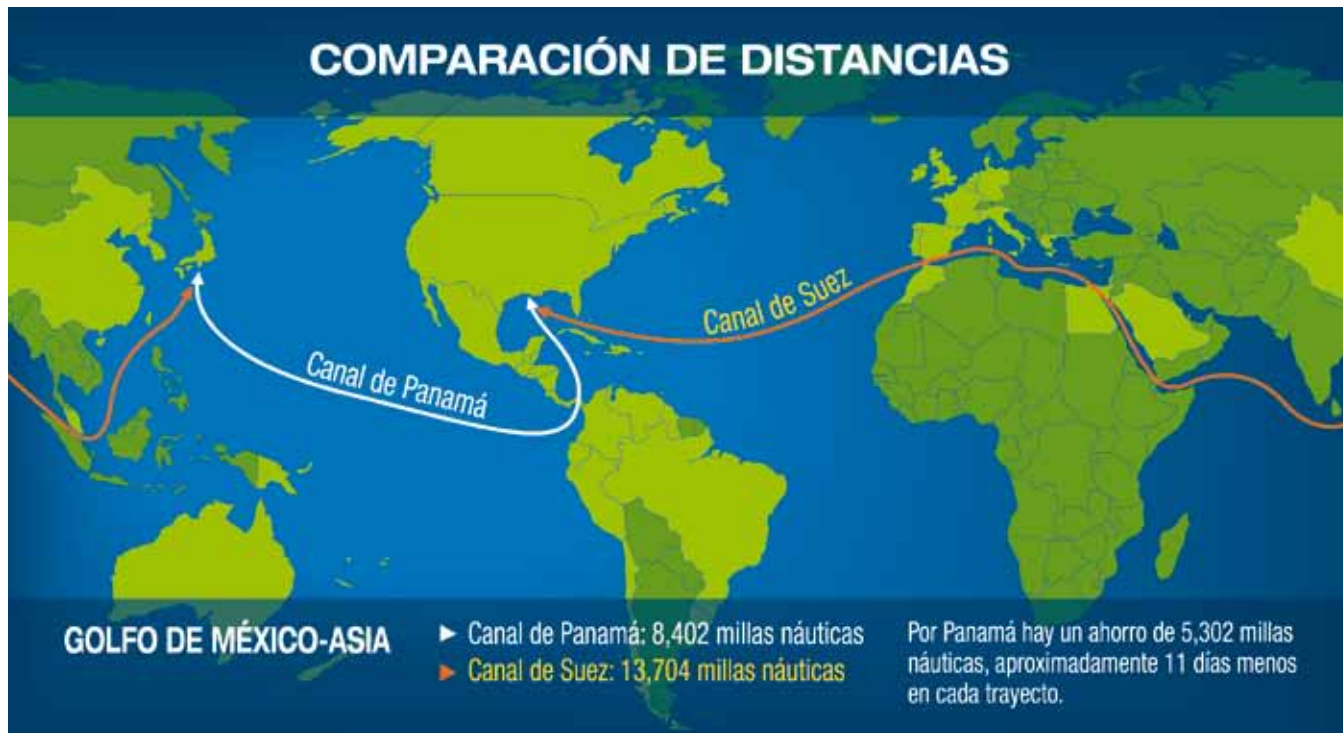 COMPARACIÓN DE DISTANCIAS
Canal de Suez
Canal de Panamá
GOLFO DE MÉXICO-ASIA
► Canal de Panamá: 8,402 millas náuticas
► Canal de Suez: 13,704 millas náuticas
Por Panamá hay un ahorro de 5,302 millas
náuticas, aproximadamente 11 días menos
en cada trayecto.